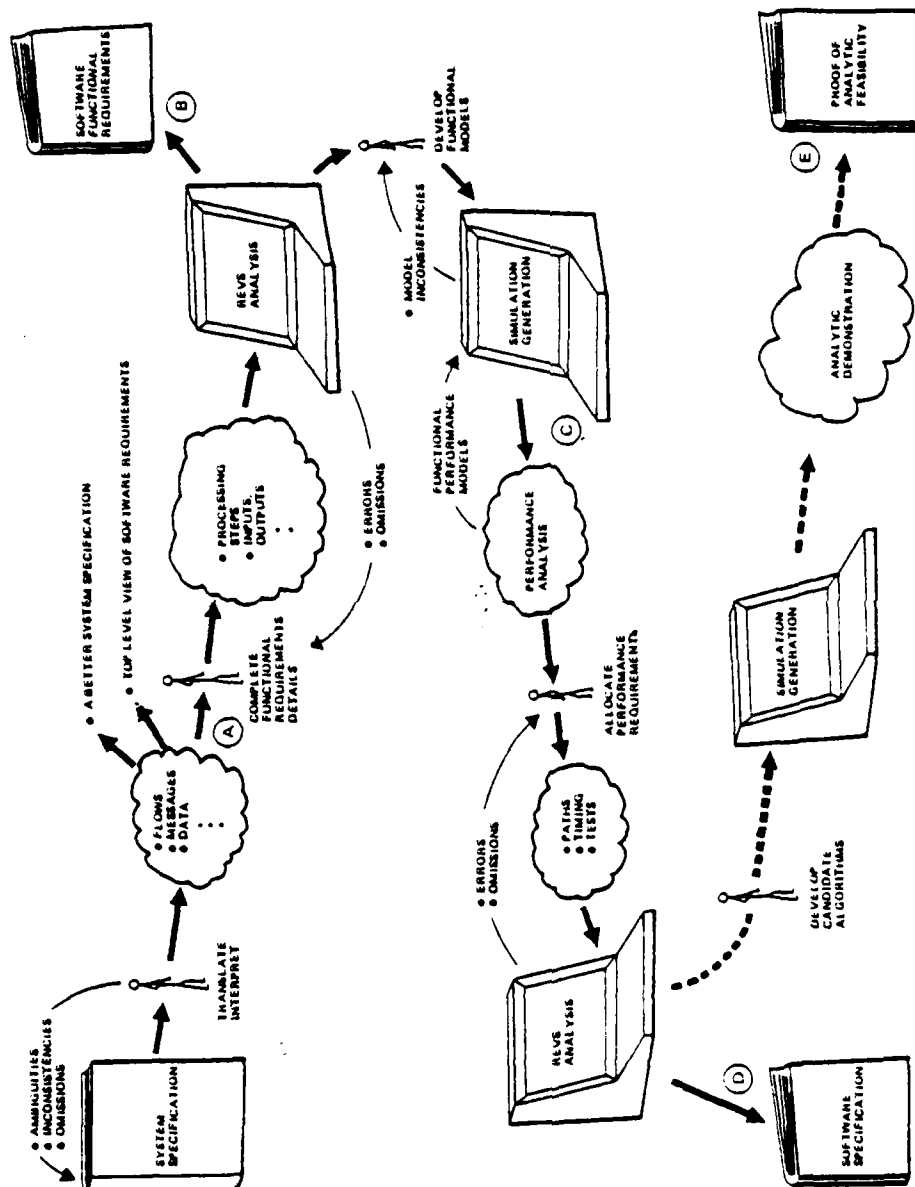 ● AMBIGUITIES
● INCONSISTENCIES
● OMISSIONS
SYSTEM
SPECIFICATION
TRANSLATE
INTERPRET
● FLOWS
● MESSAGES
● DATA
:
:
● A BETTER SYSTEM SPECIFICATION
● TOP LEVEL VIEW OF SOFTWARE REQUIREMENTS
A
COMPLETE
FUNCTIONAL
REQUIREMENTS
DETAILS
● PROCESSING
STEPS
● INPUTS,
OUTPUTS
:
:
● ERRORS
● OMISSIONS
REVS
ANALYSIS
B
SOFTWARE
FUNCTIONAL
REQUIREMENTS
DEVELOP
FUNCTIONAL
MODELS
● MODEL
INCONSISTENCIES
SIMULATION
GENERATION
FUNCTIONAL
PERFORMANCE
MODELS
C
PERFORMANCE
ANALYSIS
ALLOCATE
PERFORMANCE
REQUIREMENTS
● ERRORS
● OMISSIONS
● PATHS
● TIMING
● TESTS
REVS
ANALYSIS
D
SOFTWARE
SPECIFICATION
DEVELOP
CANDIDATE
ALGORITHMS
SIMULATION
GENERATION
ANALYTIC
DEMONSTRATION
E
PROOF OF
ANALYTIC
FEASIBILITY